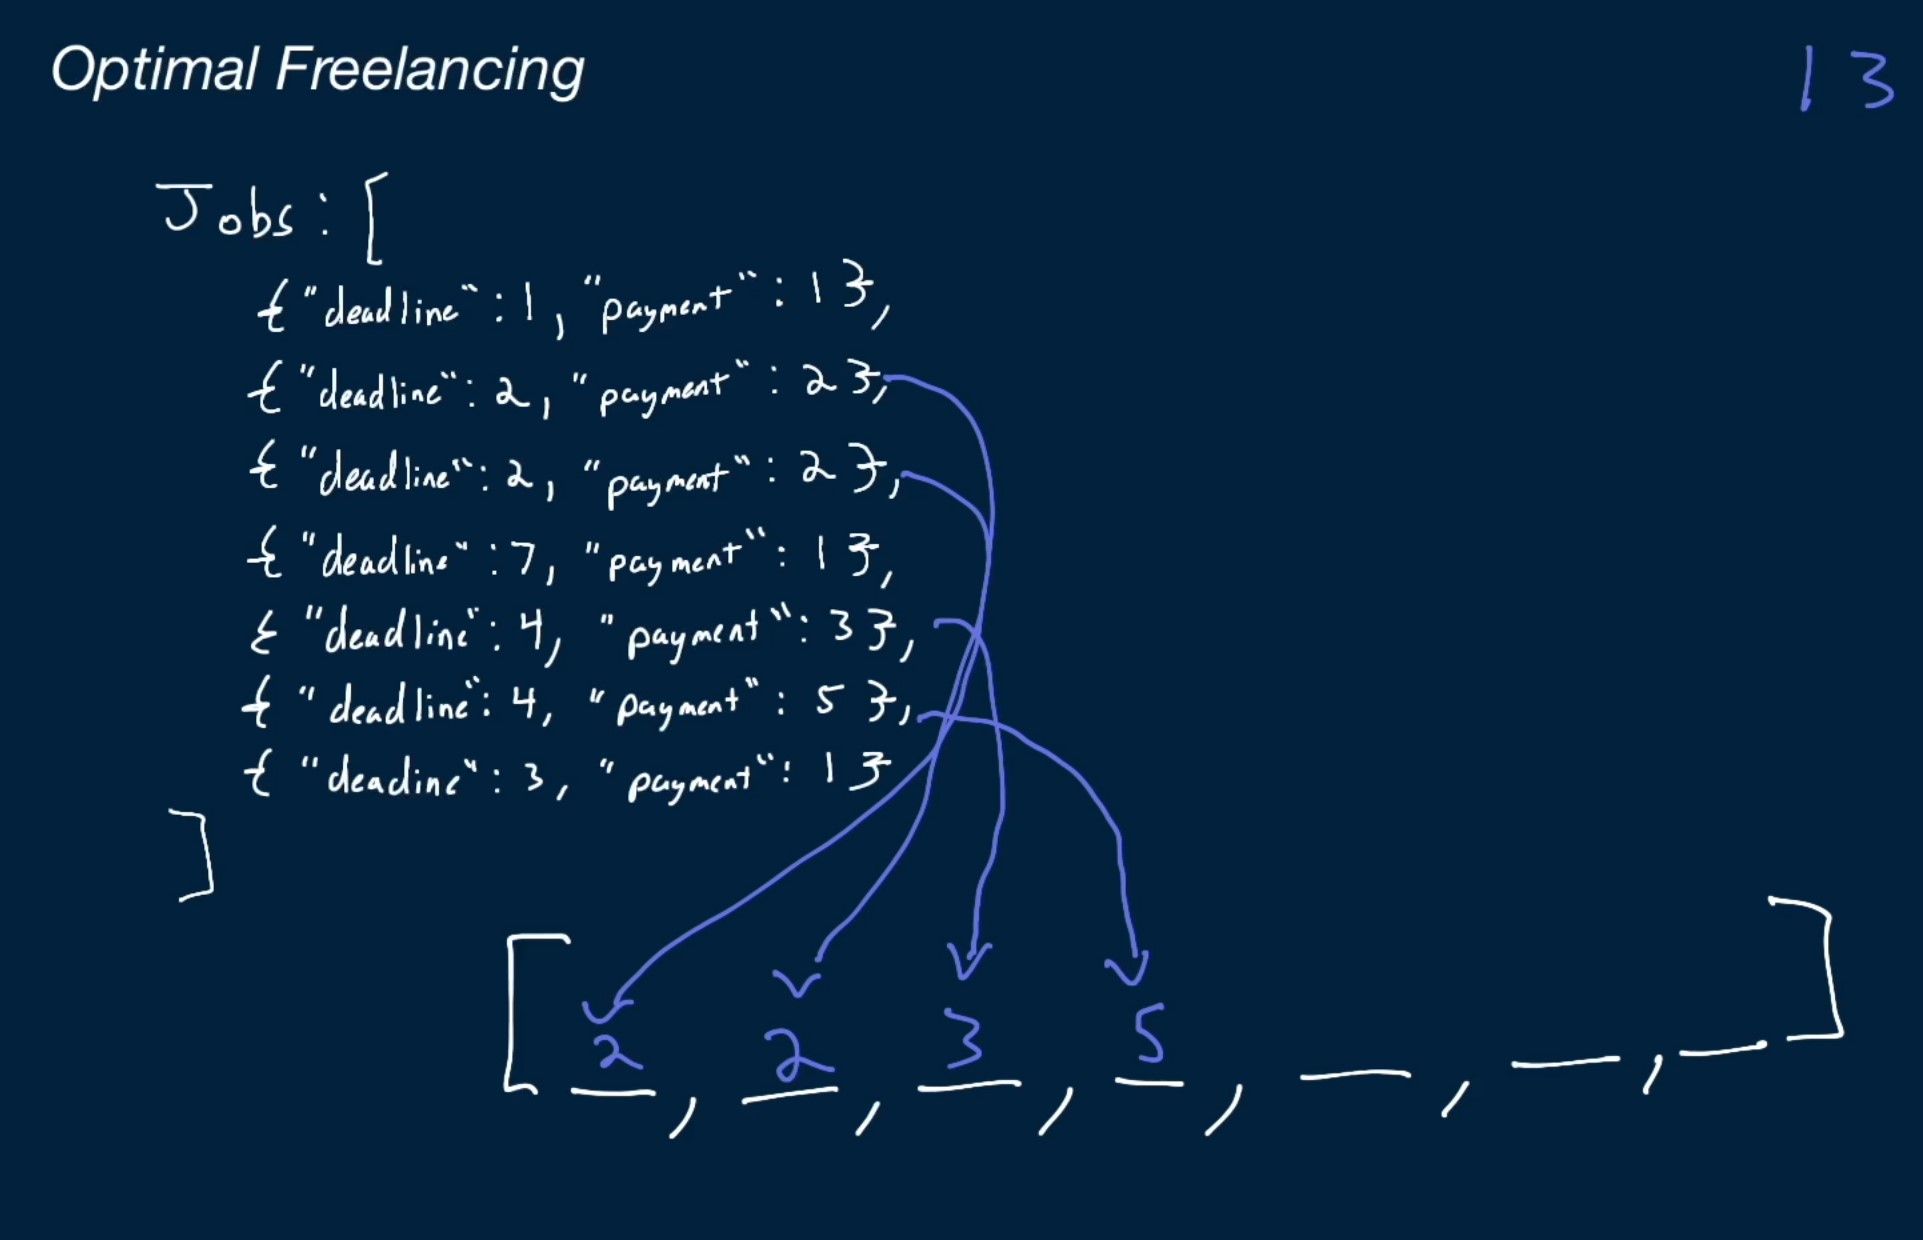 Optimal Freelancing
13
Jobs: [
{"deadline": 1, "payment": 1},
{"deadline": 2, "payment": 2},
{"deadline": 2, "payment": 2},
{"deadline": 7, "payment": 1},
{"deadline": 4, "payment": 3},
{"deadline": 4, "payment": 5},
{"deadine": 3, "payment": 1}
]
[2, 2, 3, 5, _, _, _]